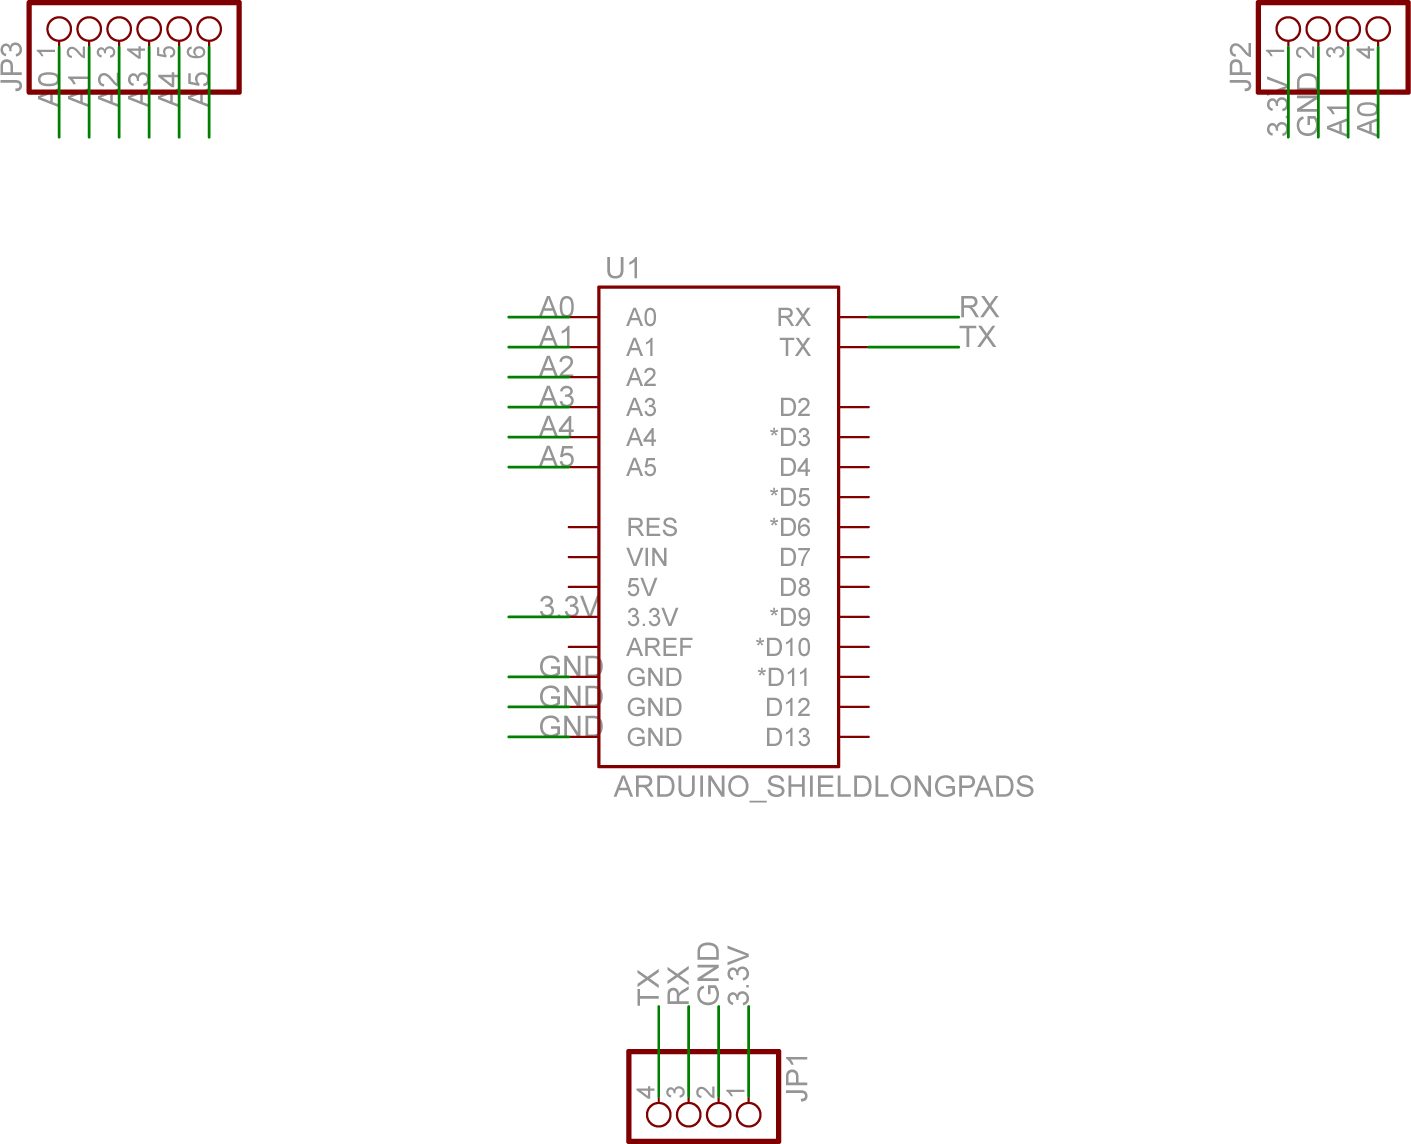 JP3
1 2 3 4 5 6
A0 A1 A2 A3 A4 A5
JP2
1 2 3 4
3.3V GND A1 A0
U1
A0 A0 RX RX
A1 A1 TX TX
A2 A2
A3 A3 D2
A4 A4 *D3
A5 A5 D4
*D5
RES *D6
VIN D7
5V D8
3.3V 3.3V *D9
AREF *D10
GND GND *D11
GND GND D12
GND GND D13
ARDUINO_SHIELDLONGPADS
TX RX GND 3.3V
4 3 2 1
JP1